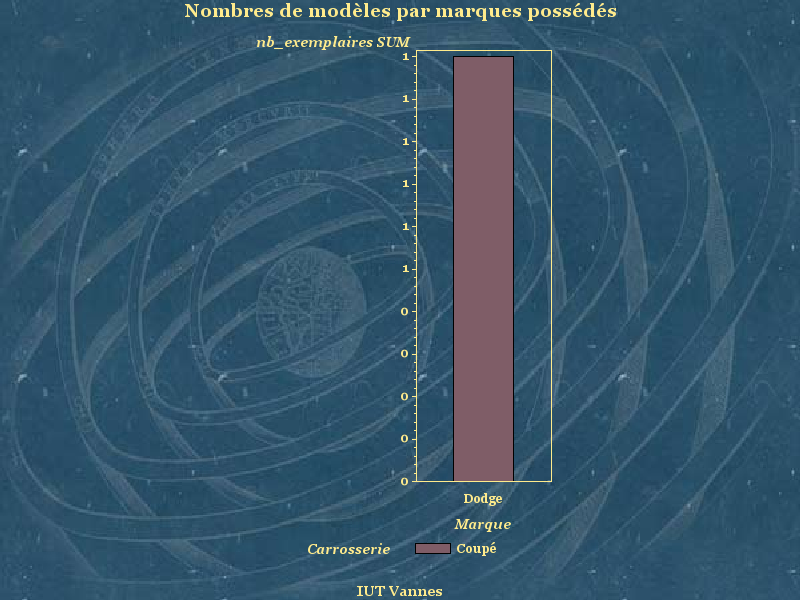 Nombres de modèles par marques possédés
nb_exemplaires SUM
1
1
1
1
1
1
0
0
0
0
0
Dodge
Marque
Carrosserie Coupé
IUT Vannes